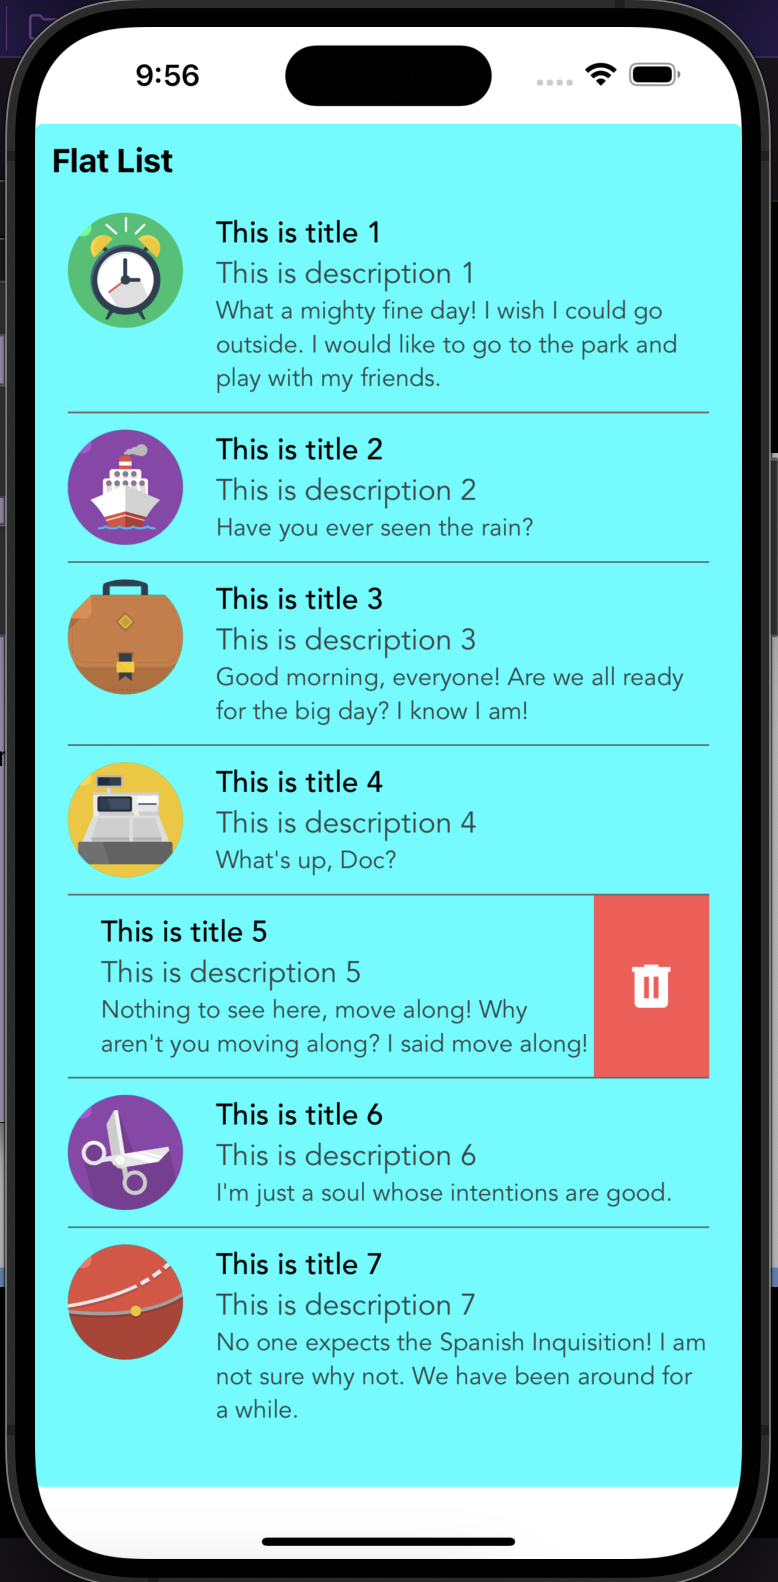 9:56
Flat List
This is title 1
This is description 1
What a mighty fine day! I wish I could go
outside. I would like to go to the park and
play with my friends.
This is title 2
This is description 2
Have you ever seen the rain?
This is title 3
This is description 3
Good morning, everyone! Are we all ready
for the big day? I know I am!
This is title 4
This is description 4
What's up, Doc?
This is title 5
This is description 5
Nothing to see here, move along! Why
aren't you moving along? I said move along!
This is title 6
This is description 6
I'm just a soul whose intentions are good.
This is title 7
This is description 7
No one expects the Spanish Inquisition! I am
not sure why not. We have been around for
a while.